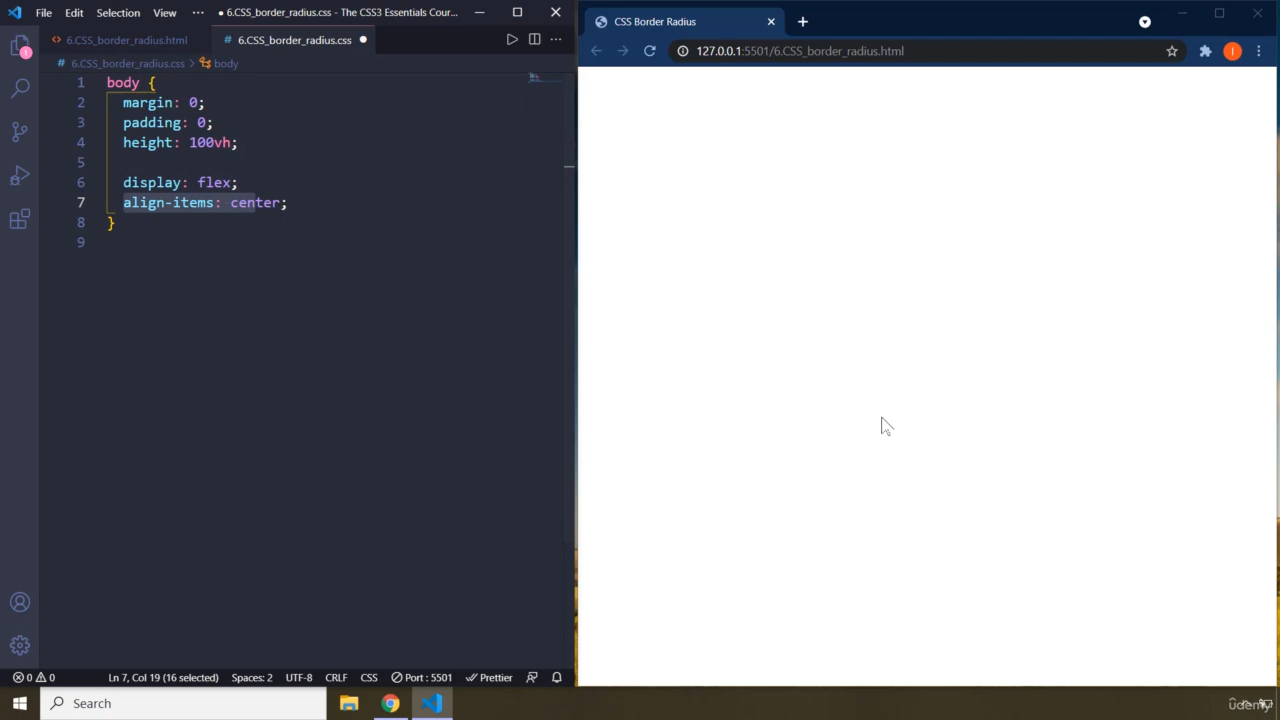 File Edit Selection View ··· ● 6.CSS_border_radius.css - The CSS3 Essentials Cour...
CSS Border Radius
<> 6.CSS_border_radius.html # 6.CSS_border_radius.css ●
127.0.0.1:5501/6.CSS_border_radius.html
I
# 6.CSS_border_radius.css > body
1 body {
2 margin: 0;
3 padding: 0;
4 height: 100vh;
5
6 display: flex;
7 align-items: center;
8 }
9
1
0 0 Ln 7, Col 19 (16 selected) Spaces: 2 UTF-8 CRLF CSS Port : 5501 Prettier
Search
udemy